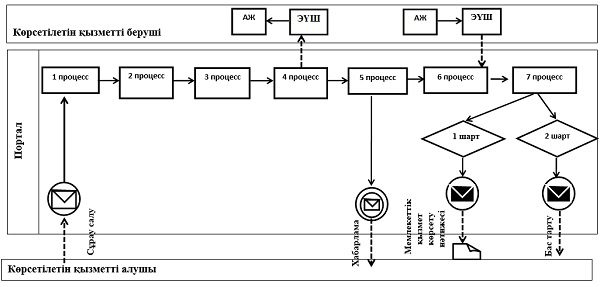 АЖ ЭҮШ АЖ ЭҮШ
Көрсетілетін қызметті беруші
1 процесс 2 процесс 3 процесс 4 процесс 5 процесс 6 процесс 7 процесс
Портал
1 шарт 2 шарт
Сұрау салу
Хабарлама
Мемлекеттік
қызмет
көрсету
нәтижесі
Бас тарту
Көрсетілетін қызметті алушы